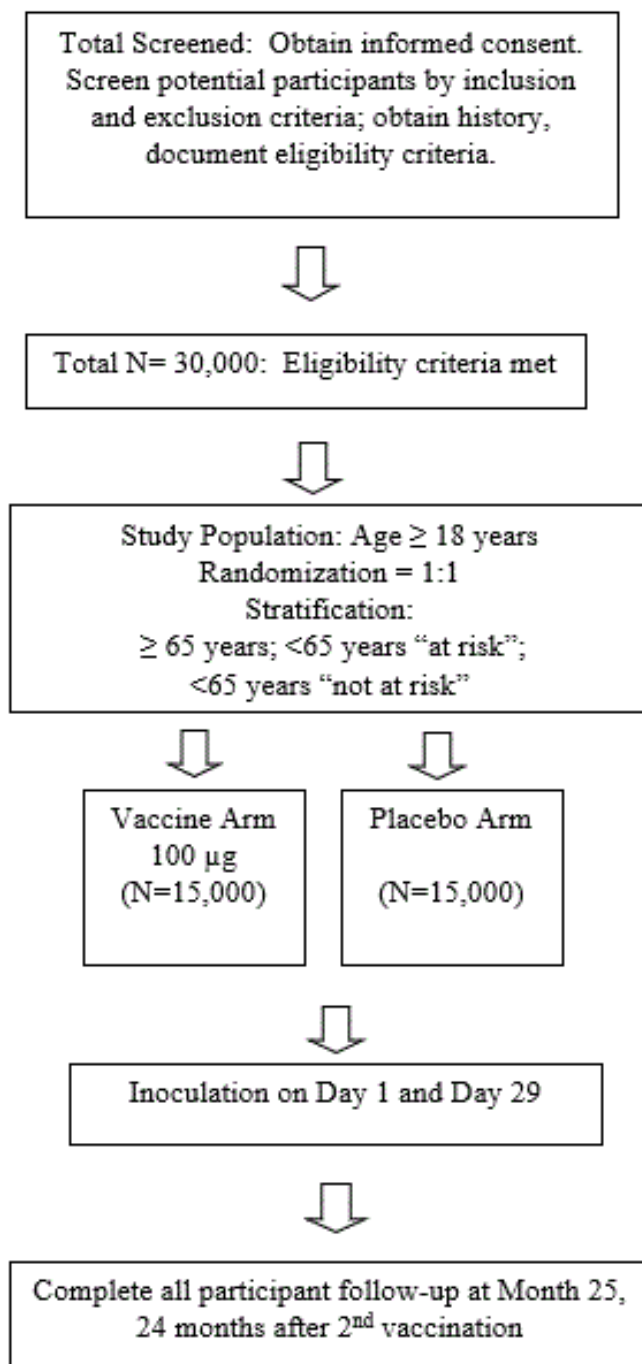 Total Screened:  Obtain informed consent.
Screen potential participants by inclusion
and exclusion criteria; obtain history,
document eligibility criteria.
Total N= 30,000:  Eligibility criteria met
Study Population: Age ≥ 18 years
Randomization = 1:1
Stratification:
≥ 65 years; <65 years “at risk”;
<65 years “not at risk”
Vaccine Arm
100 µg
(N=15,000)
Placebo Arm
(N=15,000)
Inoculation on Day 1 and Day 29
Complete all participant follow-up at Month 25,
24 months after 2nd vaccination